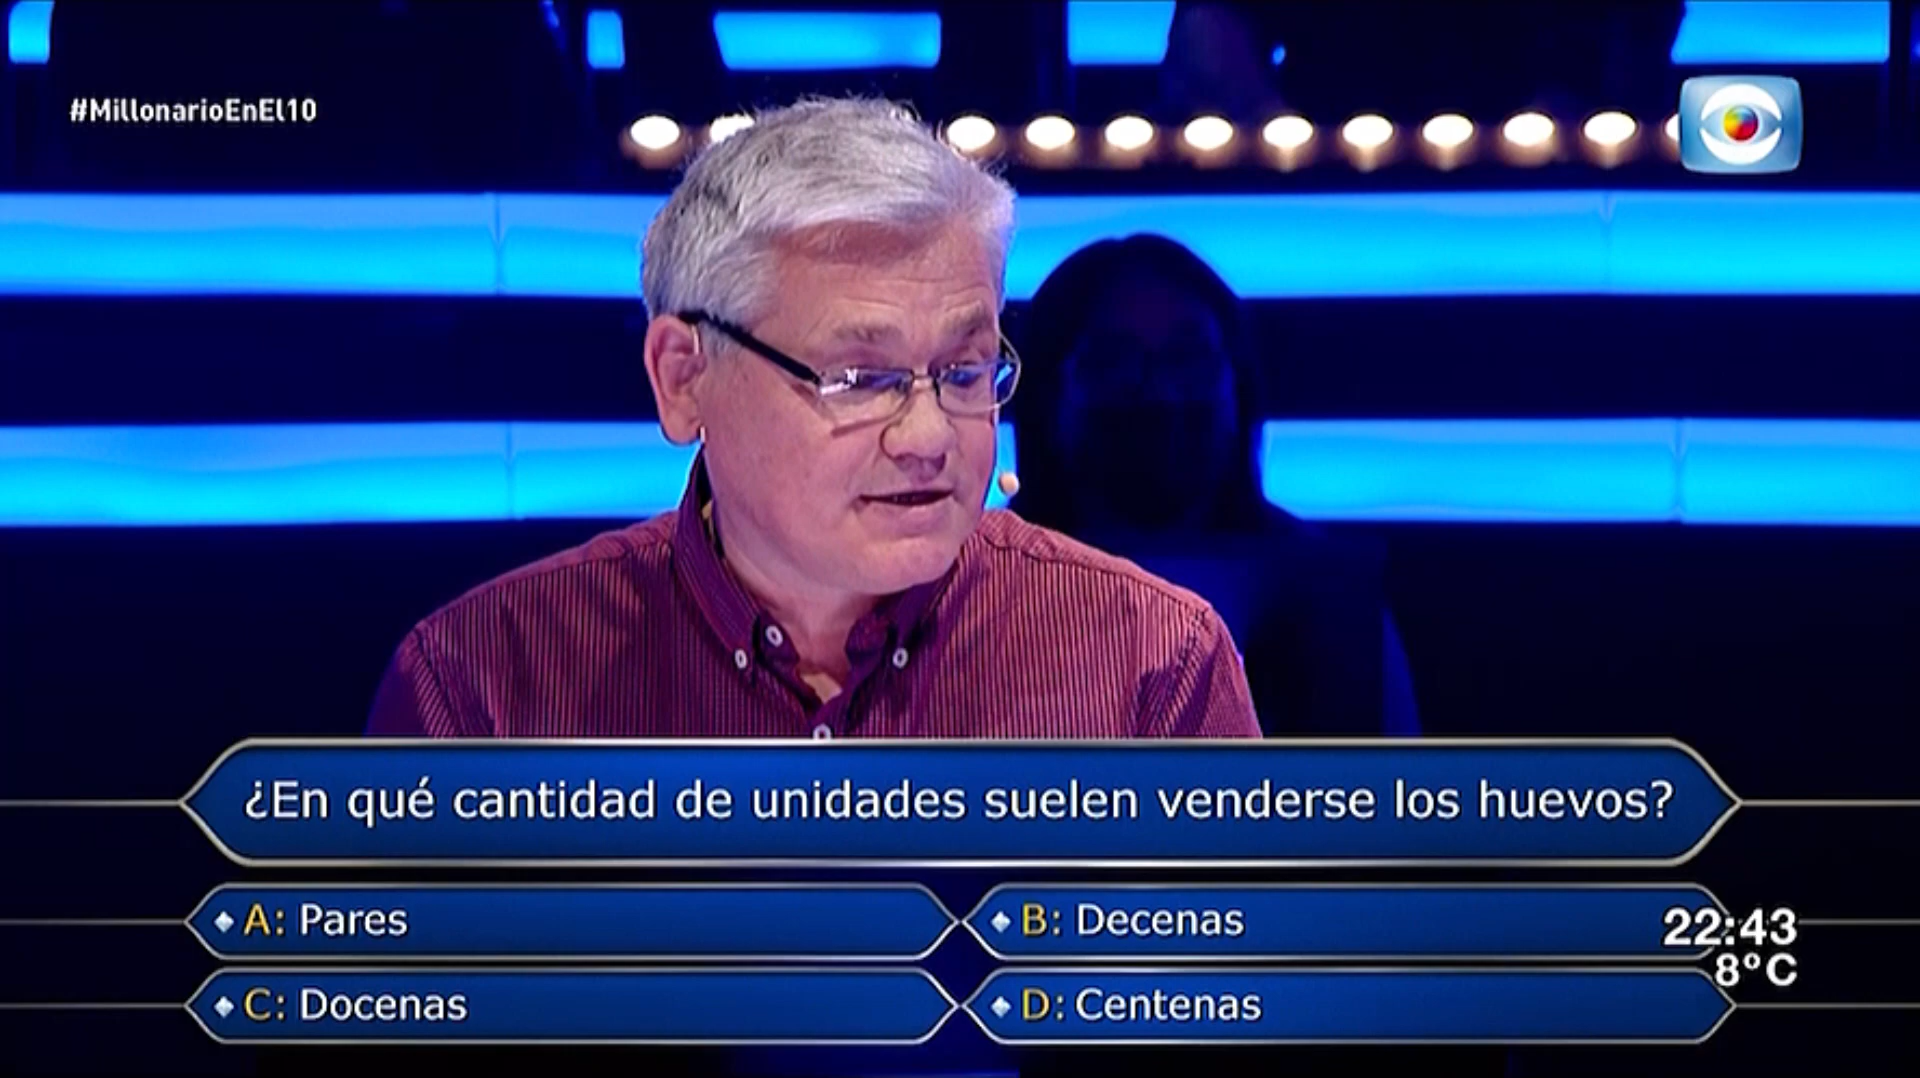 #MillonarioEnEl10
¿En qué cantidad de unidades suelen venderse los huevos?
A: Pares
B: Decenas
22:43
8°C
C: Docenas
D: Centenas